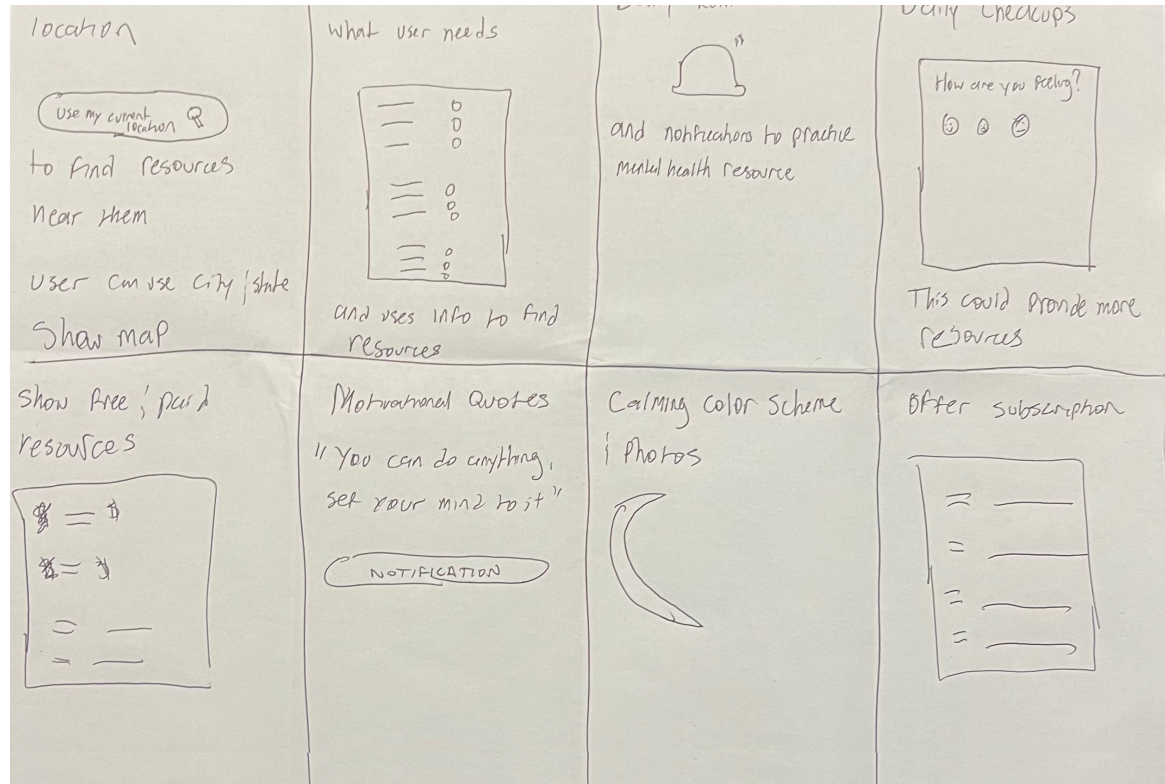 location
Use my current
location
to find resources
near them
User can use city / state
Show map
what user needs
and uses info to find
resources
and notifications to practice
mental health resource
Daily Checkups
How are you feeling?
This could provide more
resources
Show free & paid
resources
$ = $
= $
Motivational Quotes
"You can do anything,
set your mind to it"
NOTIFICATION
Calming color scheme
& Photos
Offer subscription